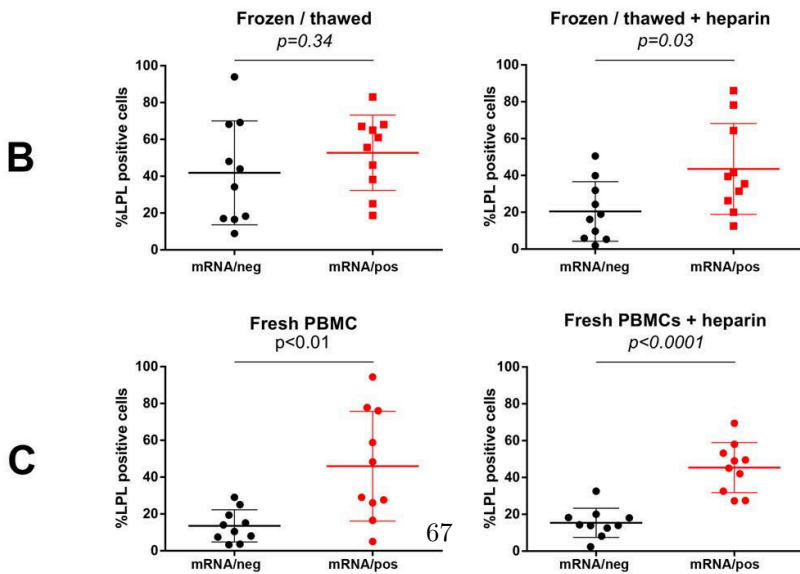 B
Frozen / thawed
p=0.34
%LPL positive cells
100
80
60
40
20
0
mRNA/neg mRNA/pos
Frozen / thawed + heparin
p=0.03
%LPL positive cells
100
80
60
40
20
0
mRNA/neg mRNA/pos
C
Fresh PBMC
p<0.01
%LPL positive cells
100
80
60
40
20
0
mRNA/neg mRNA/pos
Fresh PBMCs + heparin
p<0.0001
%LPL positive cells
100
80
60
40
20
0
mRNA/neg mRNA/pos
67